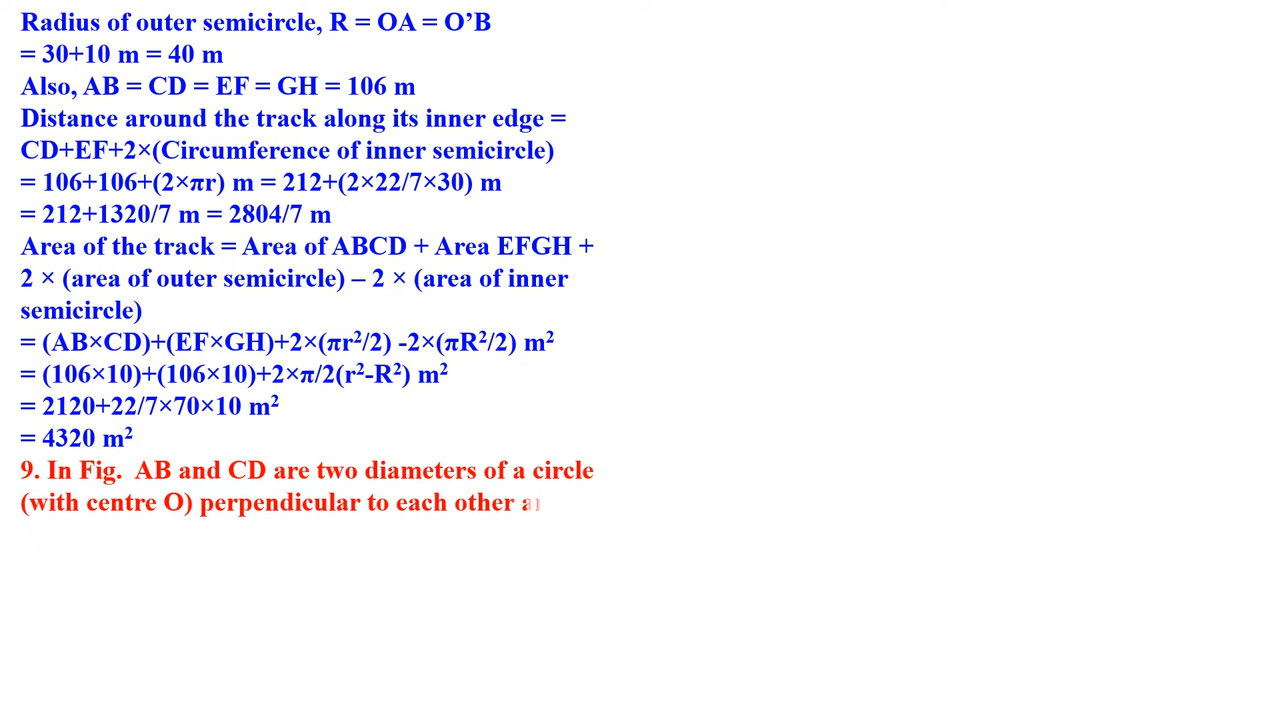 Radius of outer semicircle, R = OA = O’B
= 30+10 m = 40 m
Also, AB = CD = EF = GH = 106 m
Distance around the track along its inner edge =
CD+EF+2×(Circumference of inner semicircle)
= 106+106+(2×πr) m = 212+(2×22/7×30) m
= 212+1320/7 m = 2804/7 m
Area of the track = Area of ABCD + Area EFGH +
2 × (area of outer semicircle) – 2 × (area of inner
semicircle)
= (AB×CD)+(EF×GH)+2×(πr²/2) -2×(πR²/2) m²
= (106×10)+(106×10)+2×π/2(r²-R²) m²
= 2120+22/7×70×10 m²
= 4320 m²
9. In Fig. AB and CD are two diameters of a circle
(with centre O) perpendicular to each other